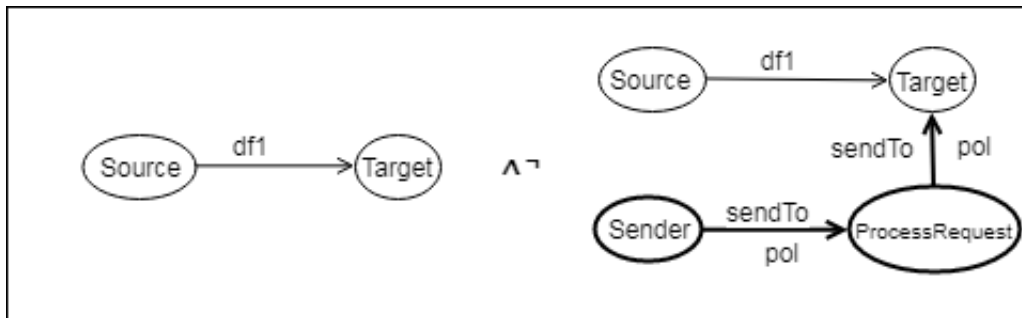 Source df1 Target
∧¬
Source df1 Target
sendTo pol
Sender sendTo pol ProcessRequest